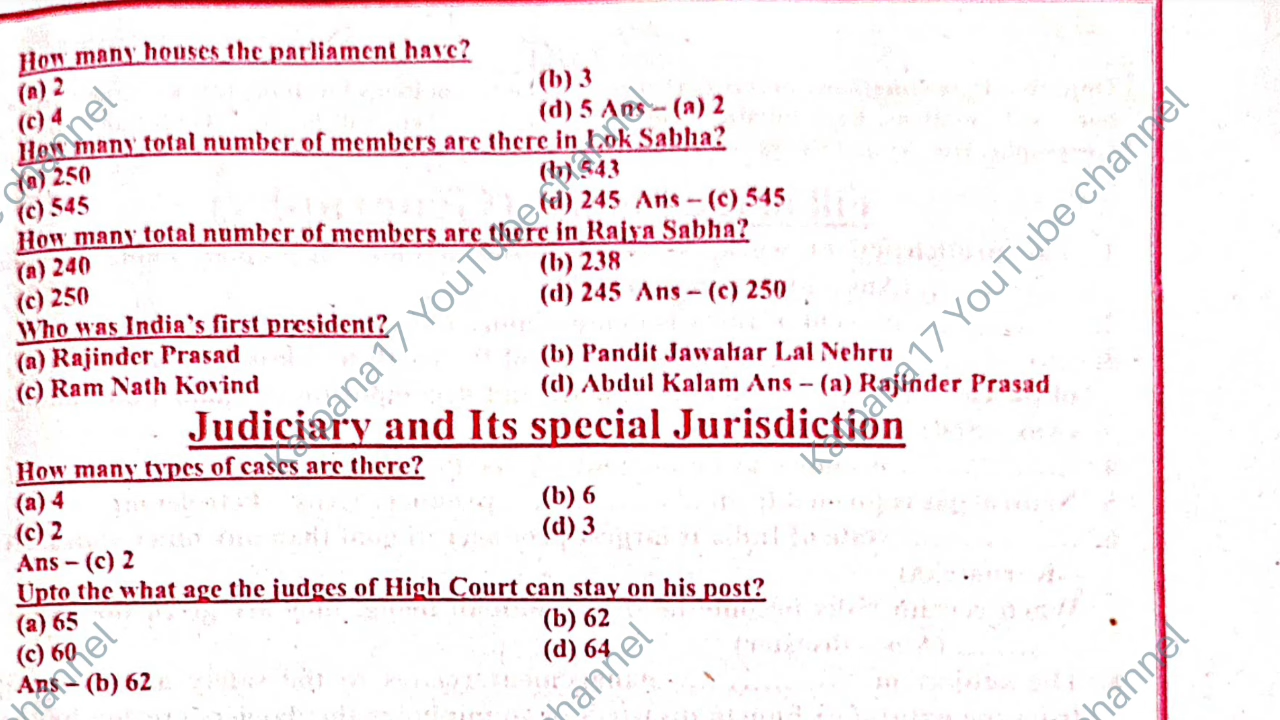 How many houses the parliament have?
(a) 2 (b) 3
(c) 4 (d) 5 Ans – (a) 2
How many total number of members are there in Lok Sabha?
(a) 250 (b) 543
(c) 545 (d) 245 Ans – (c) 545
How many total number of members are there in Rajya Sabha?
(a) 240 (b) 238
(c) 250 (d) 245 Ans – (c) 250
Who was India's first president?
(a) Rajinder Prasad (b) Pandit Jawahar Lal Nehru
(c) Ram Nath Kovind (d) Abdul Kalam Ans – (a) Rajinder Prasad
Judiciary and Its special Jurisdiction
How many types of cases are there?
(a) 4 (b) 6
(c) 2 (d) 3
Ans – (c) 2
Upto the what age the judges of High Court can stay on his post?
(a) 65 (b) 62
(c) 60 (d) 64
Ans – (b) 62
Kalpana17 YouTube channel
Kalpana17 YouTube channel
channel
channel
channel
channel